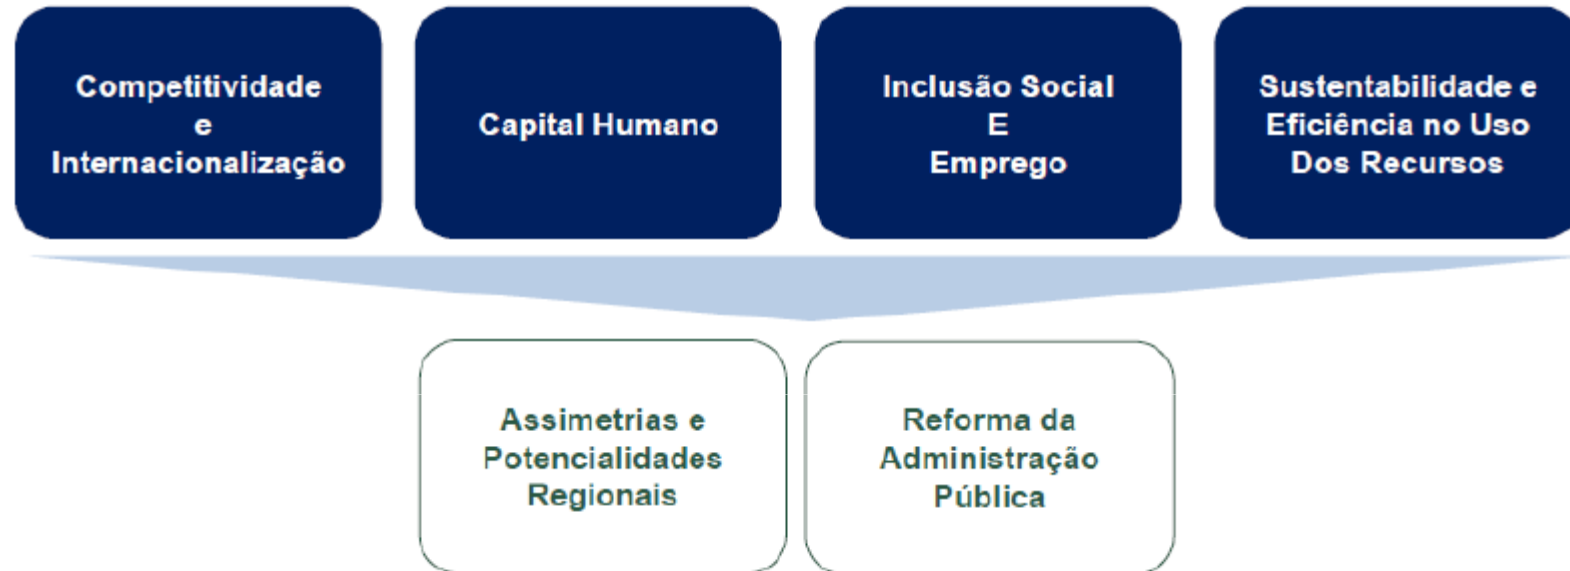 Competitividade
e
Internacionalização
Capital Humano
Inclusão Social
E
Emprego
Sustentabilidade e
Eficiência no Uso
Dos Recursos
Assimetrias e
Potencialidades
Regionais
Reforma da
Administração
Pública